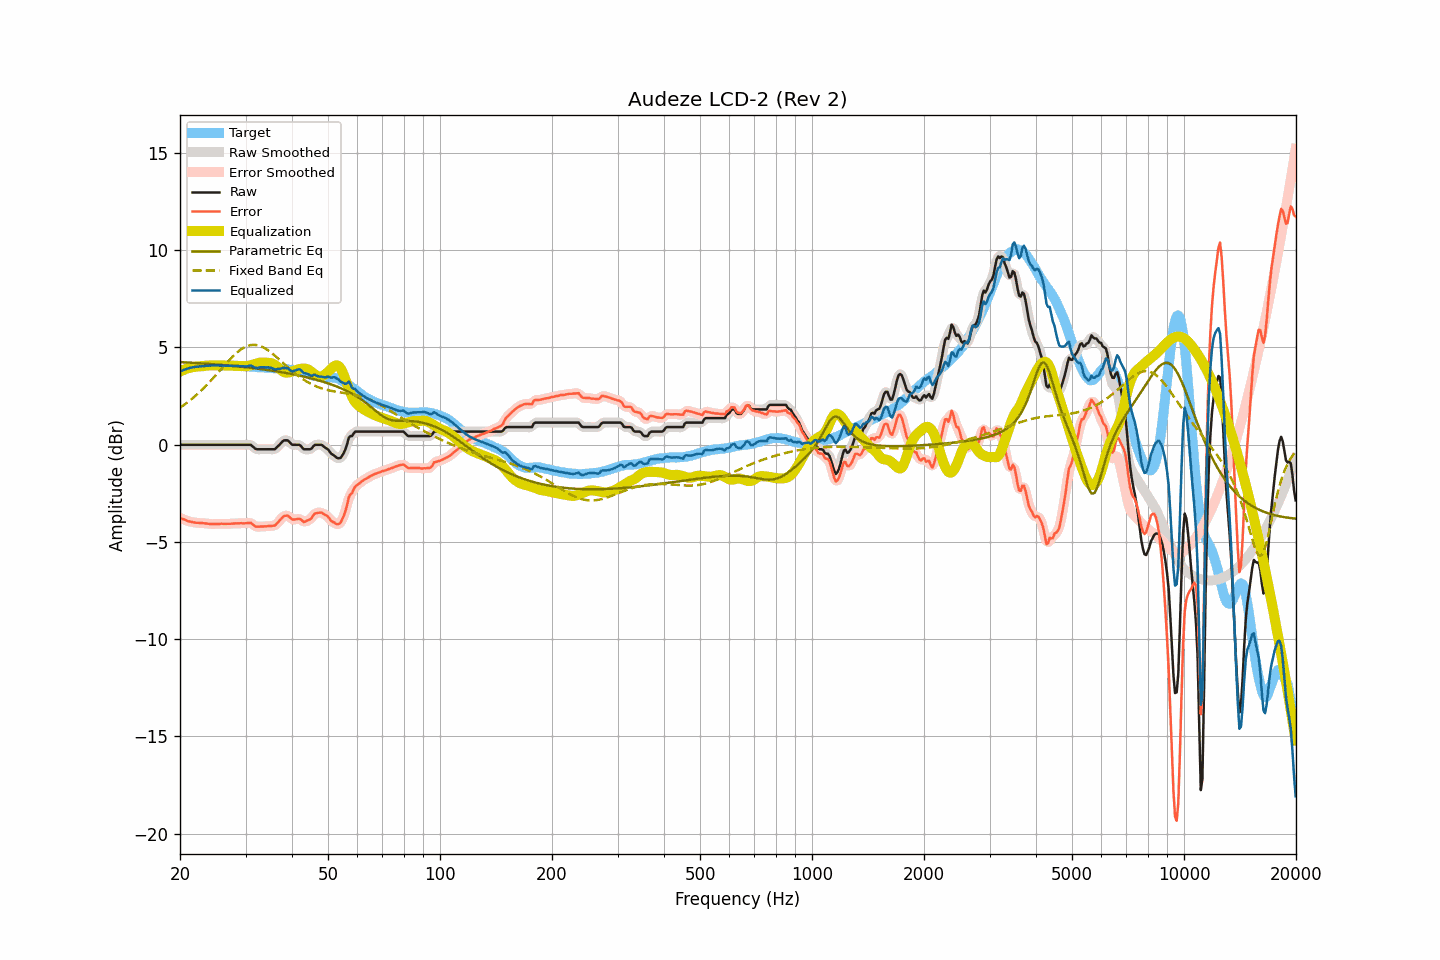 Audeze LCD-2 (Rev 2)
Target
Raw Smoothed
Error Smoothed
Raw
Error
Equalization
Parametric Eq
Fixed Band Eq
Equalized
Amplitude (dBr)
15
10
5
0
−5
−10
−15
−20
20 50 100 200 500 1000 2000 5000 10000 20000
Frequency (Hz)